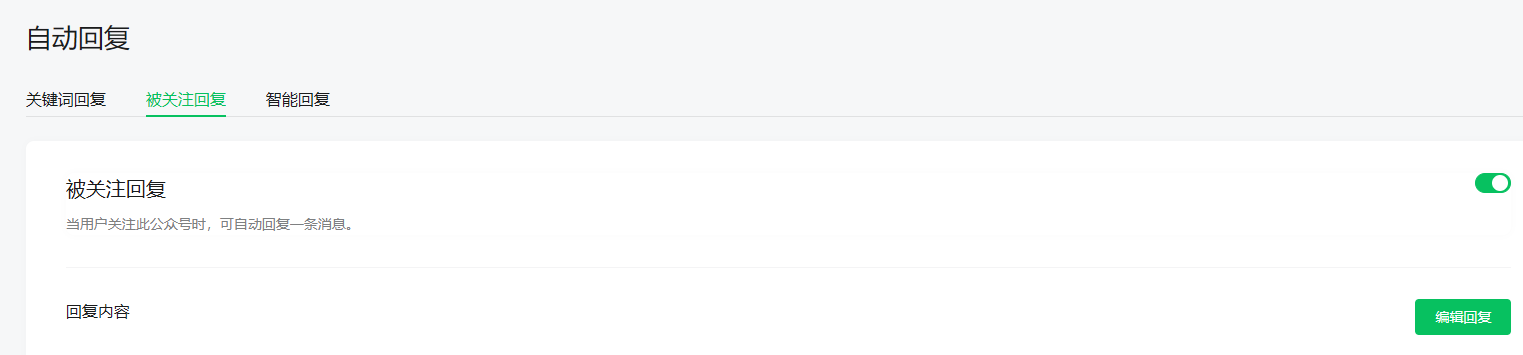 自动回复
关键词回复 被关注回复 智能回复
被关注回复
当用户关注此公众号时，可自动回复一条消息。
回复内容 编辑回复